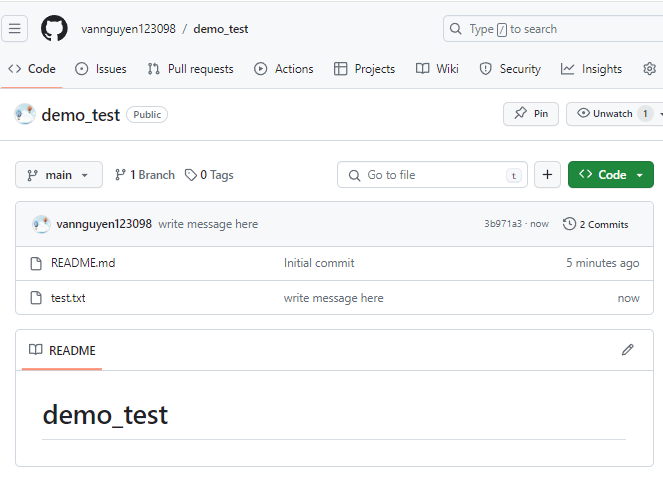 vannguyen123098 / demo_test Type / to search
Code Issues Pull requests Actions Projects Wiki Security Insights
demo_test Public Pin Unwatch 1
main 1 Branch 0 Tags Go to file t + Code
vannguyen123098 write message here 3b971a3 · now 2 Commits
README.md Initial commit 5 minutes ago
test.txt write message here now
README
demo_test